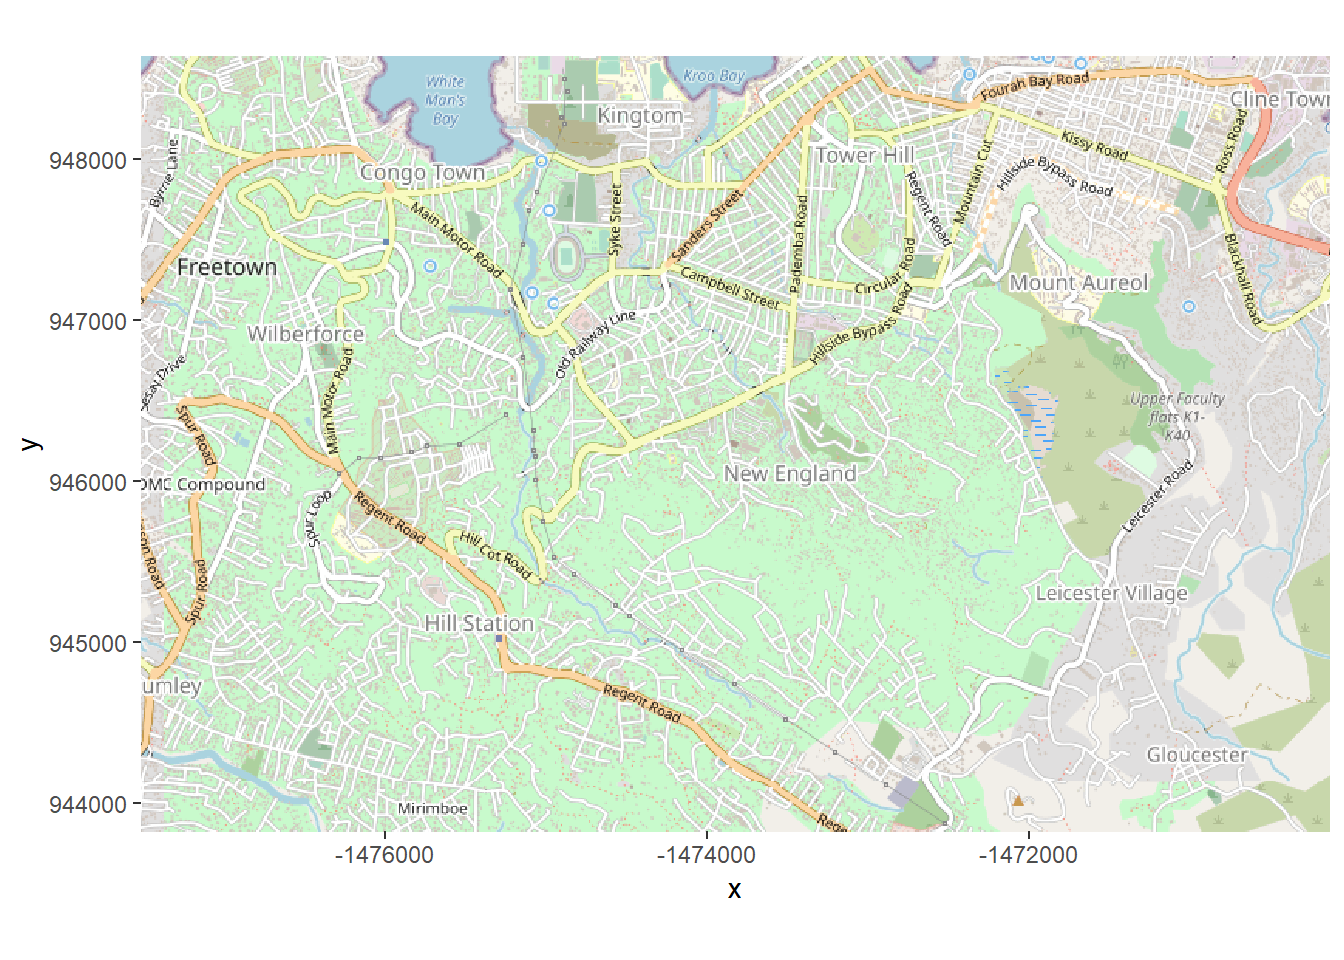 White
Man's
Bay
Kroo Bay
Fourah Bay Road
Cline Town
Kingtom
948000
Byrne Lane
Congo Town
Tower Hill
Kissy Road
Ross Road
Hillside Bypass Road
Mountain Cut
Regent Road
Main Motor Road
Syke Street
Sanders Street
Pademba Road
Freetown
Campbell Street
Circular Road
Mount Aureol
Blackhall Road
947000
Wilberforce
Old Railway Line
Hillside Bypass Road
esay Drive
Main Motor Road
Upper Faculty
flats K1-
K40
y
Spur Road
946000
OMC Compound
New England
Leicester Road
Spur Loop
Regent Road
Hill Cot Road
son Road
Spur Road
Leicester Village
945000
Hill Station
umley
Regent Road
Gloucester
944000
Mirimboe
Rege
-1476000
-1474000
-1472000
x